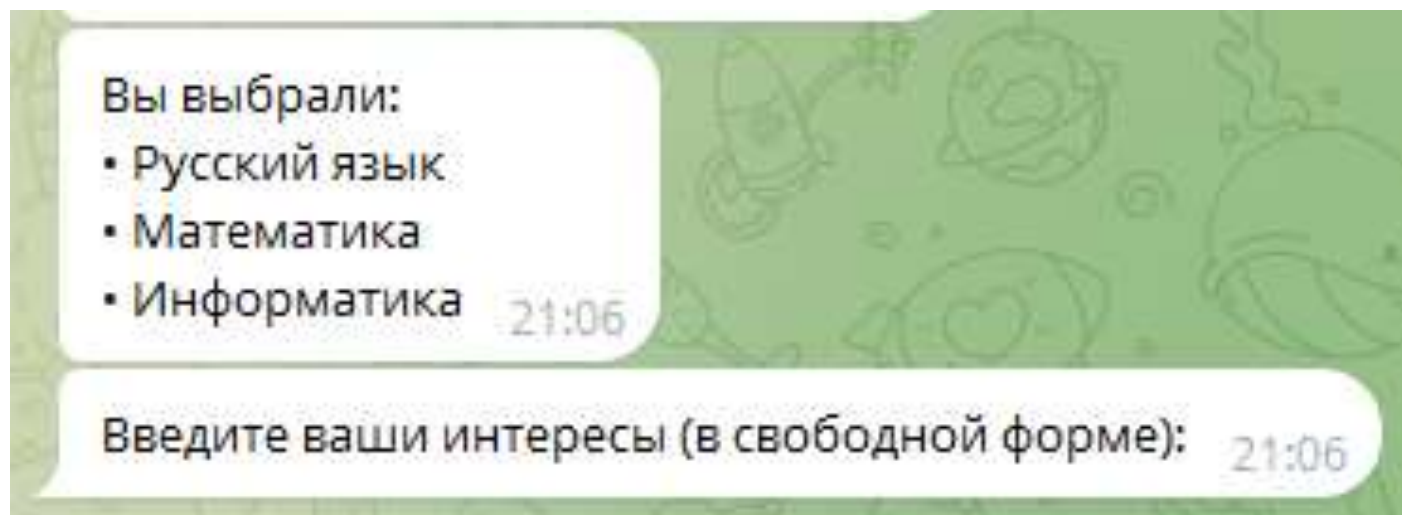 Вы выбрали:
• Русский язык
• Математика
• Информатика 21:06
Введите ваши интересы (в свободной форме): 21:06